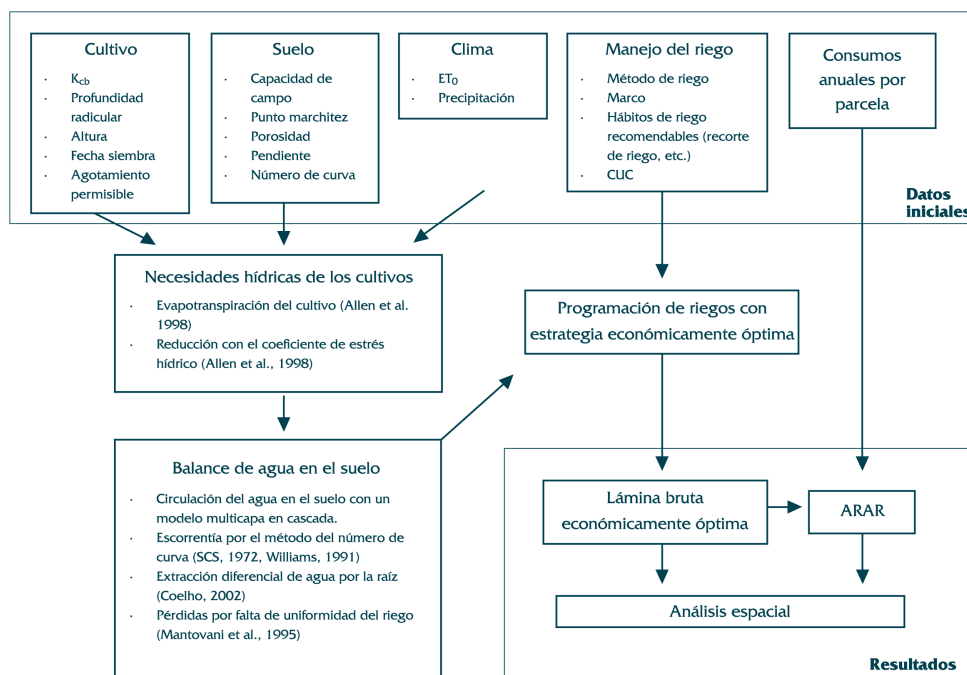 Cultivo
· Kcb
· Profundidad
radicular
· Altura
· Fecha siembra
· Agotamiento
permisible
Suelo
· Capacidad de
campo
· Punto marchitez
· Porosidad
· Pendiente
· Número de curva
Clima
· ET0
· Precipitación
Manejo del riego
· Método de riego
· Marco
· Hábitos de riego
recomendables (recorte
de riego, etc.)
· CUC
Consumos
anuales por
parcela
Datos
iniciales
Necesidades hídricas de los cultivos
· Evapotranspiración del cultivo (Allen et al.
1998)
· Reducción con el coeficiente de estrés
hídrico (Allen et al., 1998)
Programación de riegos con
estrategia económicamente óptima
Balance de agua en el suelo
· Circulación del agua en el suelo con un
modelo multicapa en cascada.
· Escorrentía por el método del número de
curva (SCS, 1972, Williams, 1991)
· Extracción diferencial de agua por la raíz
(Coelho, 2002)
· Pérdidas por falta de uniformidad del riego
(Mantovani et al., 1995)
Lámina bruta
económicamente óptima
ARAR
Análisis espacial
Resultados